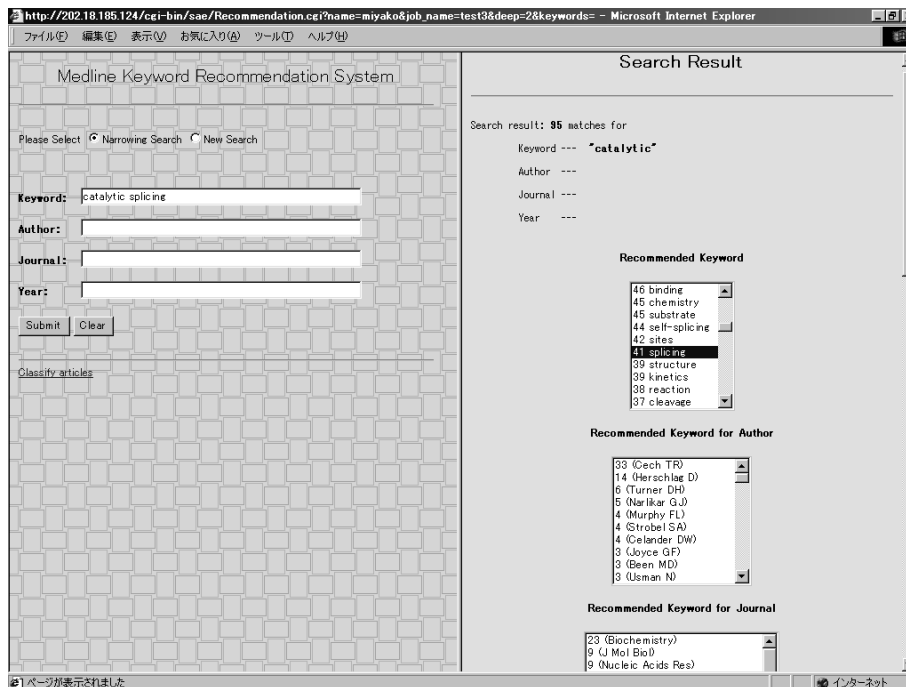 http://202.18.185.124/cgi-bin/sae/Recommendation.cgi?name=miyako&job_name=test3&deep=2&keywords= - Microsoft Internet Explorer
ファイル(F) 編集(E) 表示(V) お気に入り(A) ツール(T) ヘルプ(H)
Medline Keyword Recommendation System
Please Select Narrowing Search New Search
Keyword: catalytic splicing
Author:
Journal:
Year:
Submit Clear
Classify articles
Search Result
Search result: 95 matches for
Keyword --- "catalytic"
Author ---
Journal ---
Year ---
Recommended Keyword
46 binding
45 chemistry
45 substrate
44 self-splicing
42 sites
41 splicing
39 structure
39 kinetics
38 reaction
37 cleavage
Recommended Keyword for Author
33 (Cech TR)
14 (Herschlag D)
6 (Turner DH)
5 (Narlikar GJ)
4 (Murphy FL)
4 (Strobel SA)
4 (Celander DW)
3 (Joyce GF)
3 (Been MD)
3 (Usman N)
Recommended Keyword for Journal
23 (Biochemistry)
9 (J Mol Biol)
9 (Nucleic Acids Res)
ページが表示されました
インターネット